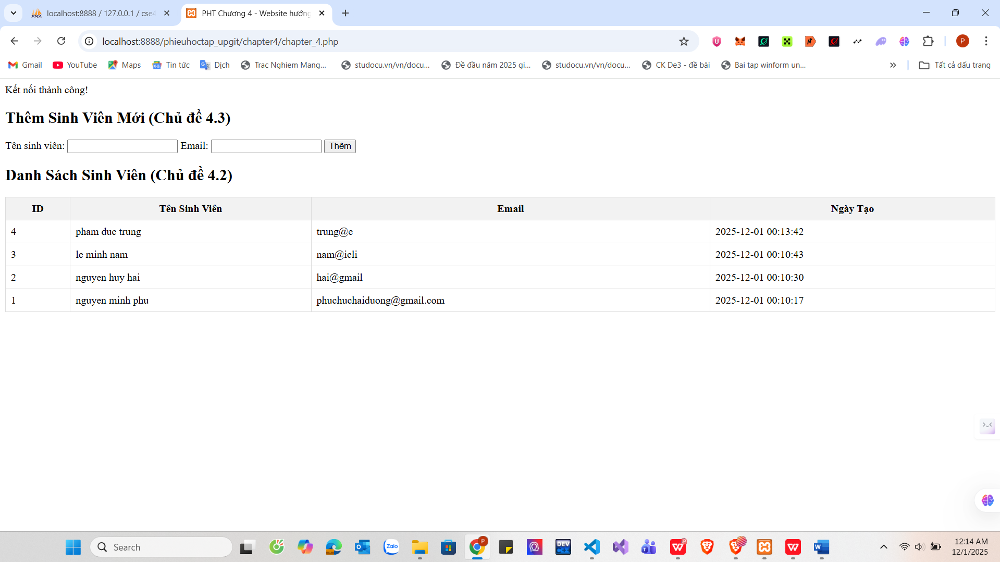 localhost:8888 / 127.0.0.1 / cse4
PHT Chương 4 - Website hướng
localhost:8888/phieuhoctap_upgit/chapter4/chapter_4.php
P
Gmail
YouTube
Maps
Tin tức
Dịch
Trac Nghiem Mang...
studocu.vn/vn/docu...
Đề đầu năm 2025 gi...
studocu.vn/vn/docu...
CK De3 - đề bài
Bai tap winform un...
Tất cả dấu trang
Kết nối thành công!
Thêm Sinh Viên Mới (Chủ đề 4.3)
Tên sinh viên: Email: Thêm
Danh Sách Sinh Viên (Chủ đề 4.2)
ID Tên Sinh Viên Email Ngày Tạo
4 pham duc trung trung@e 2025-12-01 00:13:42
3 le minh nam nam@icli 2025-12-01 00:10:43
2 nguyen huy hai hai@gmail 2025-12-01 00:10:30
1 nguyen minh phu phuchuchaiduong@gmail.com 2025-12-01 00:10:17
Search
Zalo
P
DEV
12:14 AM
12/1/2025